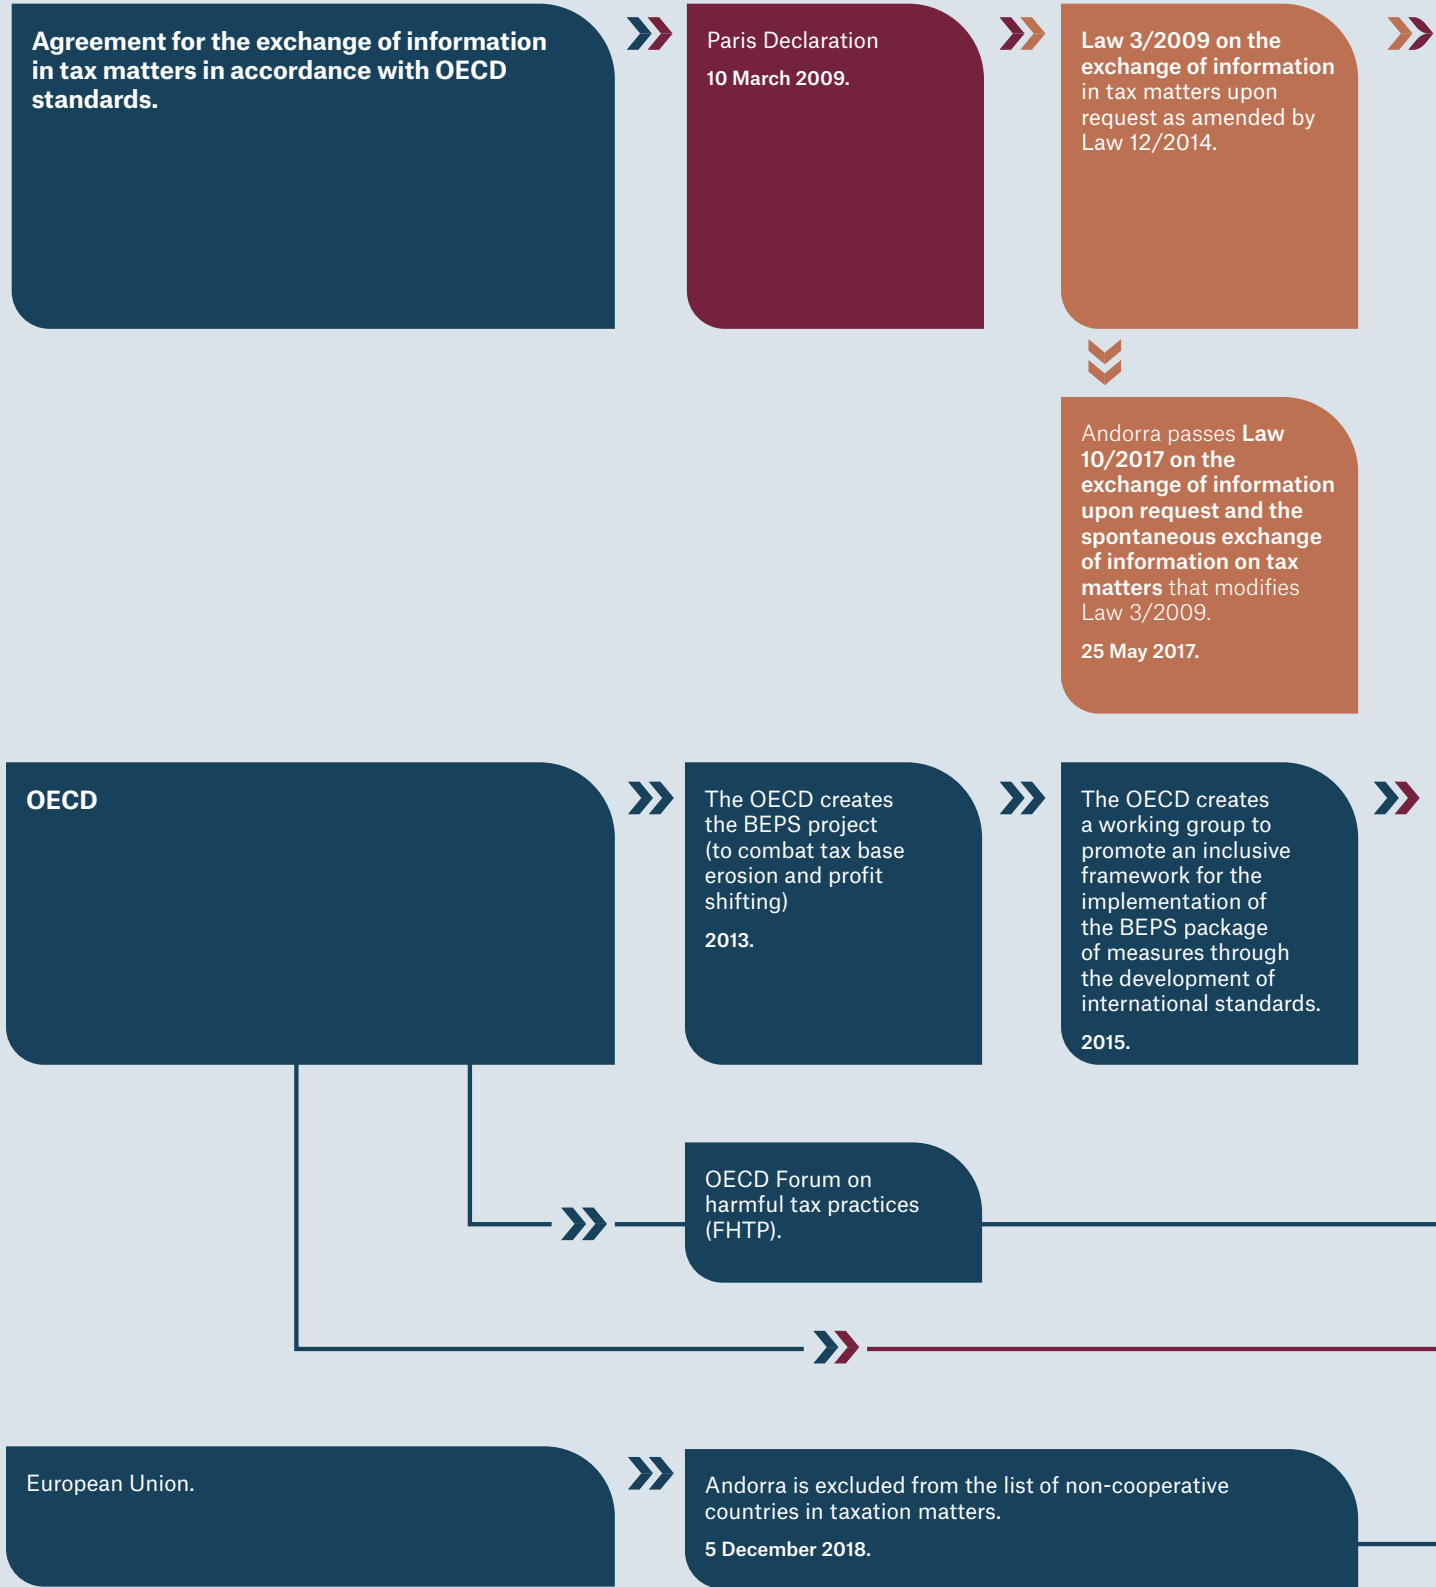 Agreement for the exchange of information
in tax matters in accordance with OECD
standards.
Paris Declaration
10 March 2009.
Law 3/2009 on the
exchange of information
in tax matters upon
request as amended by
Law 12/2014.
Andorra passes Law
10/2017 on the
exchange of information
upon request and the
spontaneous exchange
of information on tax
matters that modifies
Law 3/2009.
25 May 2017.
OECD
The OECD creates
the BEPS project
(to combat tax base
erosion and profit
shifting)
2013.
The OECD creates
a working group to
promote an inclusive
framework for the
implementation of
the BEPS package
of measures through
the development of
international standards.
2015.
OECD Forum on
harmful tax practices
(FHTP).
European Union.
Andorra is excluded from the list of non-cooperative
countries in taxation matters.
5 December 2018.